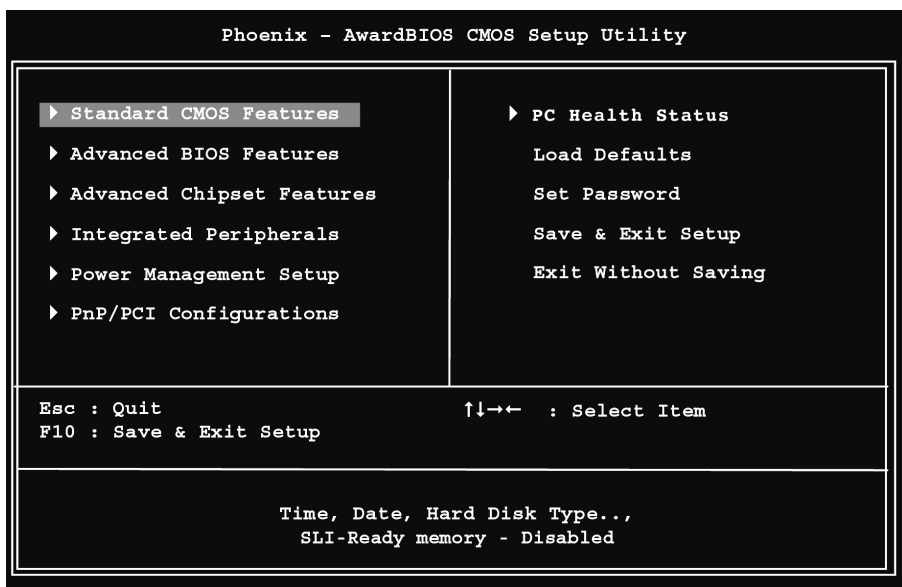 Phoenix – AwardBIOS CMOS Setup Utility
Standard CMOS Features
Advanced BIOS Features
Advanced Chipset Features
Integrated Peripherals
Power Management Setup
PnP/PCI Configurations
PC Health Status
Load Defaults
Set Password
Save & Exit Setup
Exit Without Saving
Esc : Quit
F10 : Save & Exit Setup
↑↓→← : Select Item
Time, Date, Hard Disk Type..,
SLI-Ready memory - Disabled